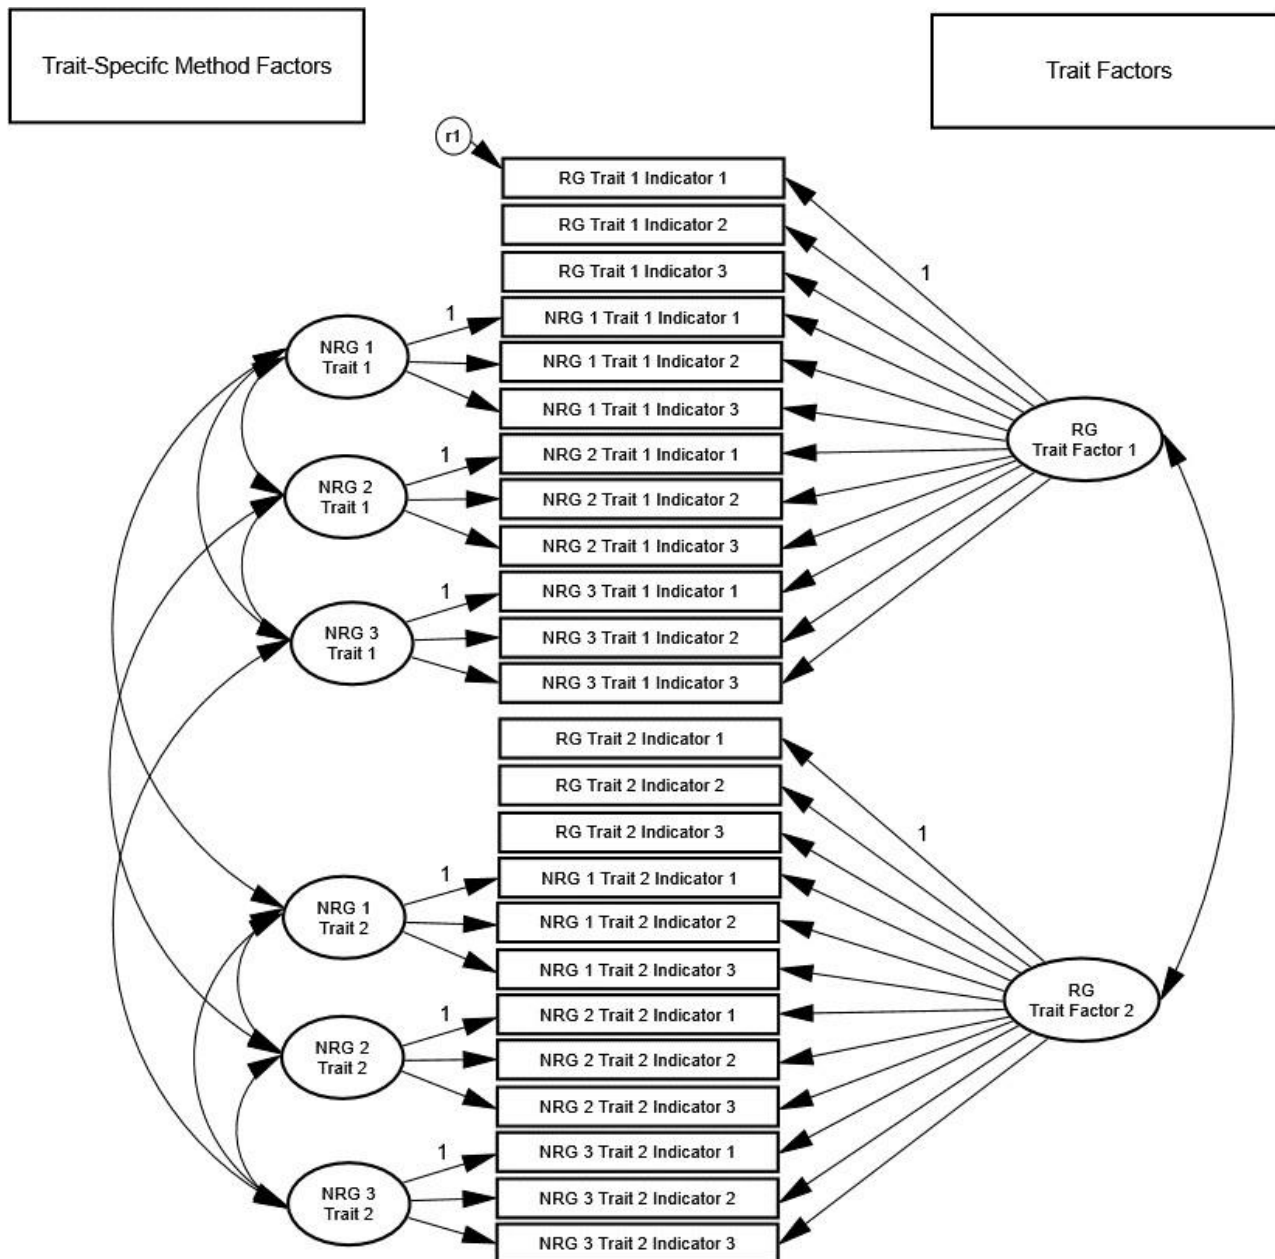 Trait-Specifc Method Factors
Trait Factors
r1
RG Trait 1 Indicator 1
RG Trait 1 Indicator 2
RG Trait 1 Indicator 3
1
NRG 1 Trait 1 Indicator 1
1
NRG 1
Trait 1
NRG 1 Trait 1 Indicator 2
NRG 1 Trait 1 Indicator 3
RG
Trait Factor 1
NRG 2 Trait 1 Indicator 1
1
NRG 2
Trait 1
NRG 2 Trait 1 Indicator 2
NRG 2 Trait 1 Indicator 3
NRG 3 Trait 1 Indicator 1
1
NRG 3
Trait 1
NRG 3 Trait 1 Indicator 2
NRG 3 Trait 1 Indicator 3
RG Trait 2 Indicator 1
RG Trait 2 Indicator 2
RG Trait 2 Indicator 3
1
NRG 1 Trait 2 Indicator 1
1
NRG 1
Trait 2
NRG 1 Trait 2 Indicator 2
NRG 1 Trait 2 Indicator 3
RG
Trait Factor 2
NRG 2 Trait 2 Indicator 1
1
NRG 2
Trait 2
NRG 2 Trait 2 Indicator 2
NRG 2 Trait 2 Indicator 3
NRG 3 Trait 2 Indicator 1
1
NRG 3
Trait 2
NRG 3 Trait 2 Indicator 2
NRG 3 Trait 2 Indicator 3